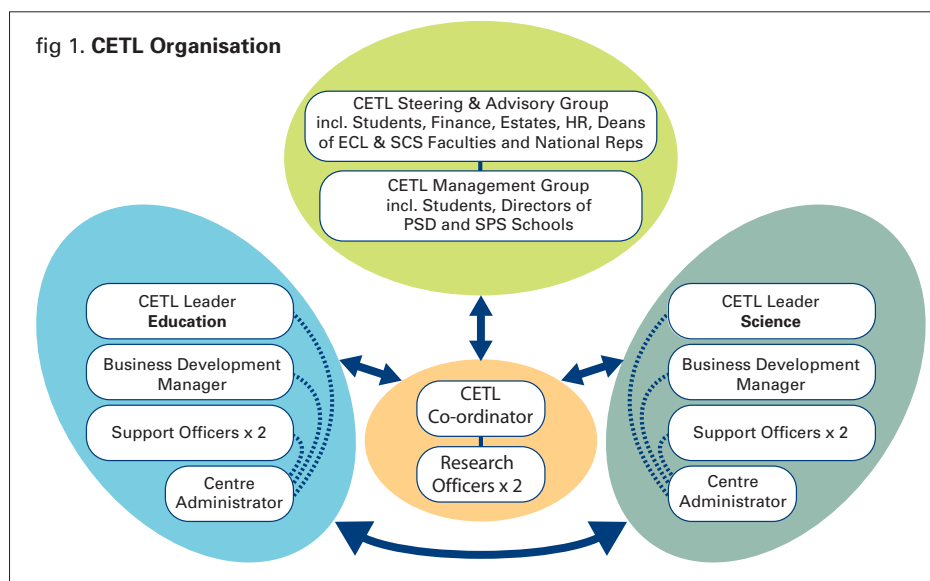 fig 1. CETL Organisation
CETL Steering & Advisory Group
incl. Students, Finance, Estates, HR, Deans
of ECL & SCS Faculties and National Reps
CETL Management Group
incl. Students, Directors of
PSD and SPS Schools
CETL Leader
Education
Business Development
Manager
Support Officers x 2
Centre
Administrator
CETL
Co-ordinator
Research
Officers x 2
CETL Leader
Science
Business Development
Manager
Support Officers x 2
Centre
Administrator